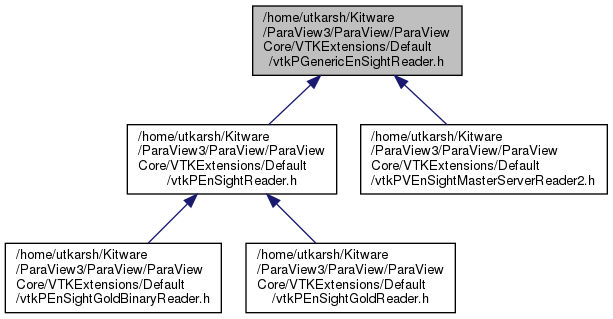 /home/utkarsh/Kitware
/ParaView3/ParaView/ParaView
Core/VTKExtensions/Default
/vtkPGenericEnSightReader.h
/home/utkarsh/Kitware
/ParaView3/ParaView/ParaView
Core/VTKExtensions/Default
/vtkPEnSightReader.h
/home/utkarsh/Kitware
/ParaView3/ParaView/ParaView
Core/VTKExtensions/Default
/vtkPVEnSightMasterServerReader2.h
/home/utkarsh/Kitware
/ParaView3/ParaView/ParaView
Core/VTKExtensions/Default
/vtkPEnSightGoldBinaryReader.h
/home/utkarsh/Kitware
/ParaView3/ParaView/ParaView
Core/VTKExtensions/Default
/vtkPEnSightGoldReader.h